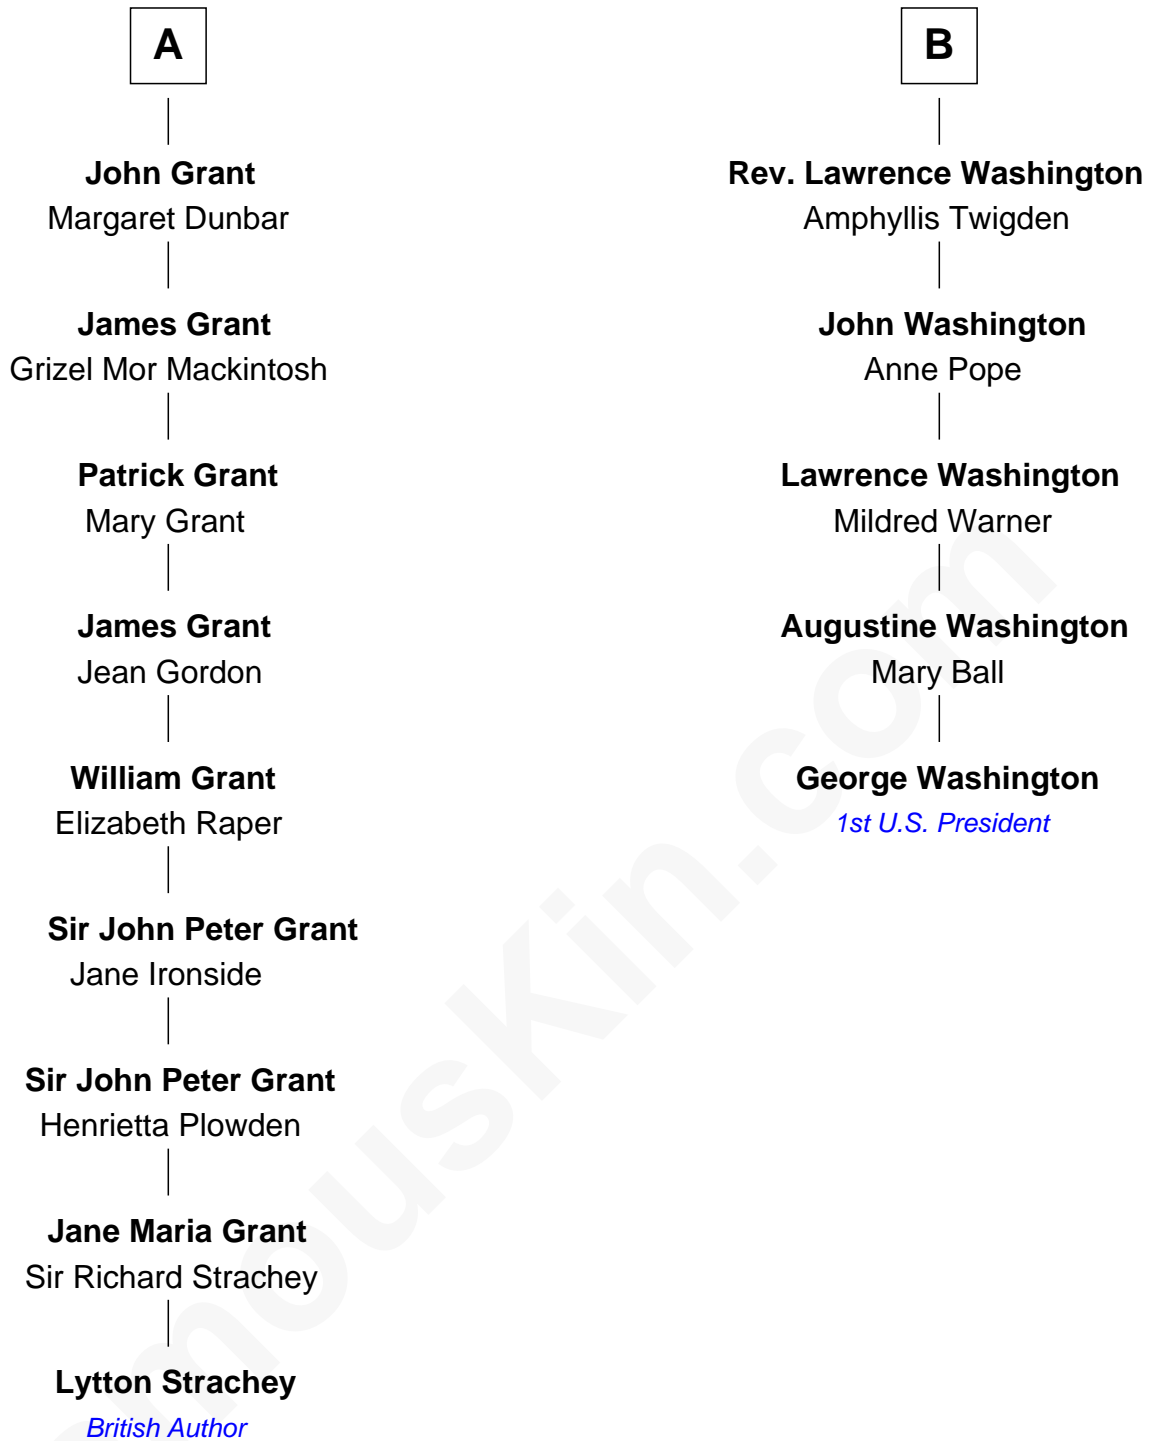 A
John Grant
Margaret Dunbar
James Grant
Grizel Mor Mackintosh
Patrick Grant
Mary Grant
James Grant
Jean Gordon
William Grant
Elizabeth Raper
Sir John Peter Grant
Jane Ironside
Sir John Peter Grant
Henrietta Plowden
Jane Maria Grant
Sir Richard Strachey
Lytton Strachey
British Author
B
Rev. Lawrence Washington
Amphyllis Twigden
John Washington
Anne Pope
Lawrence Washington
Mildred Warner
Augustine Washington
Mary Ball
George Washington
1st U.S. President
mousKin.com